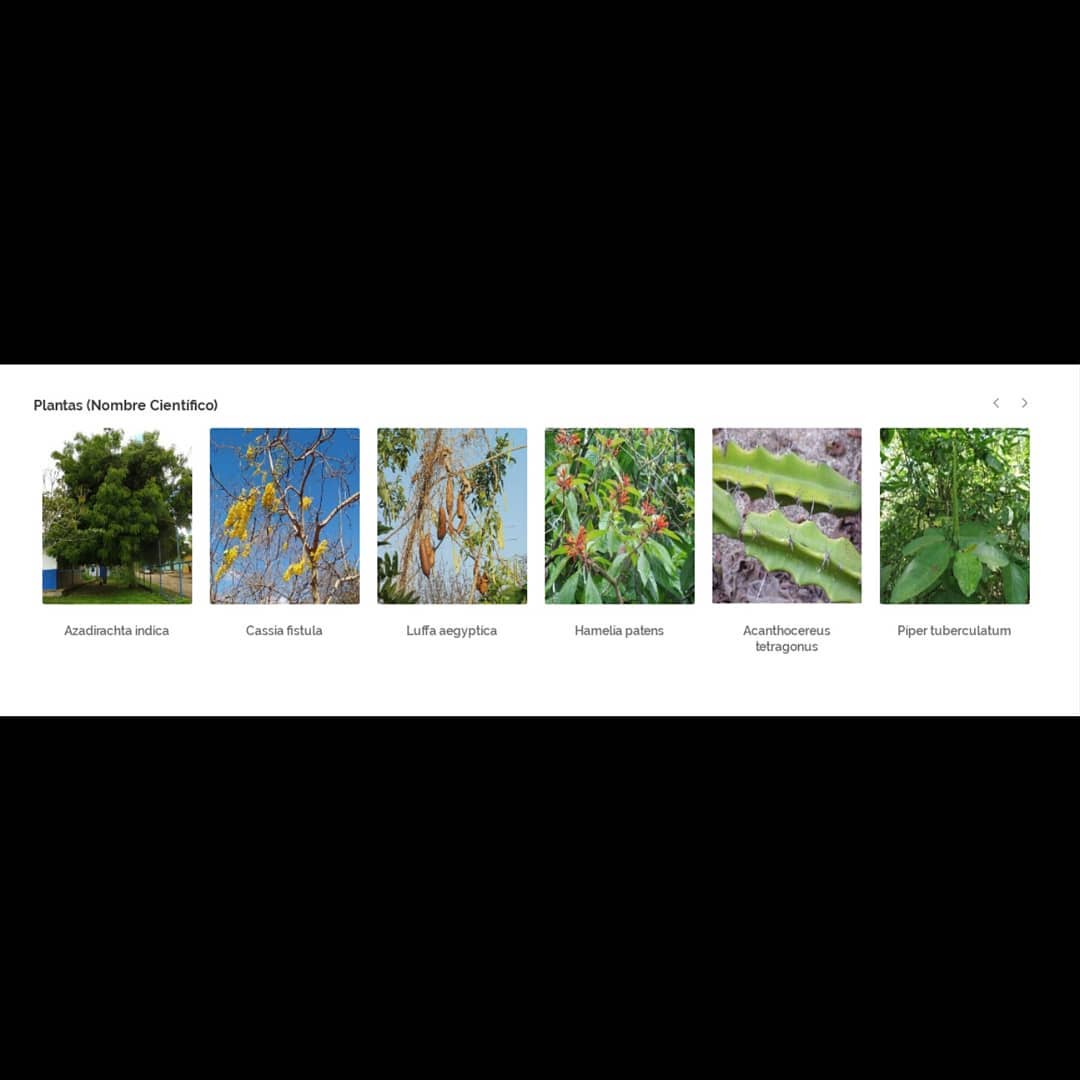 Plantas (Nombre Científico)
Azadirachta indica
Cassia fistula
Luffa aegyptica
Hamelia patens
Acanthocereus
tetragonus
Piper tuberculatum